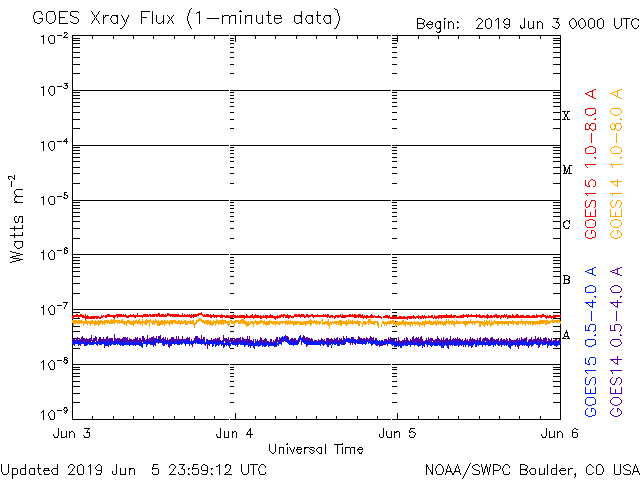 GOES Xray Flux (1-minute data)
Begin: 2019 Jun 3 0000 UTC
10⁻²
10⁻³
10⁻⁴
10⁻⁵
10⁻⁶
10⁻⁷
10⁻⁸
10⁻⁹
Watts m⁻²
X
M
C
B
A
GOES15 1.0-8.0 A
GOES14 1.0-8.0 A
GOES15 0.5-4.0 A
GOES14 0.5-4.0 A
Jun 3 Jun 4 Jun 5 Jun 6
Universal Time
Updated 2019 Jun 5 23:59:12 UTC
NOAA/SWPC Boulder, CO USA